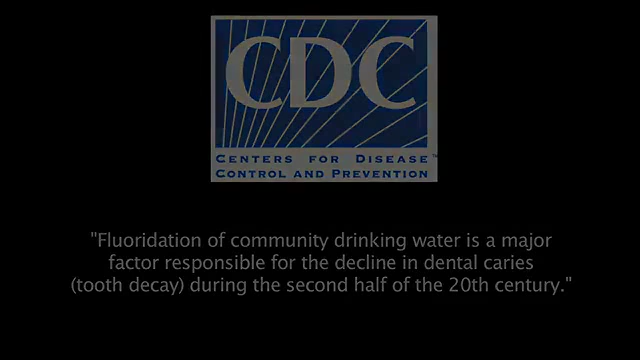 CDC™
CENTERS FOR DISEASE
CONTROL AND PREVENTION
"Fluoridation of community drinking water is a major
factor responsible for the decline in dental caries
(tooth decay) during the second half of the 20th century."